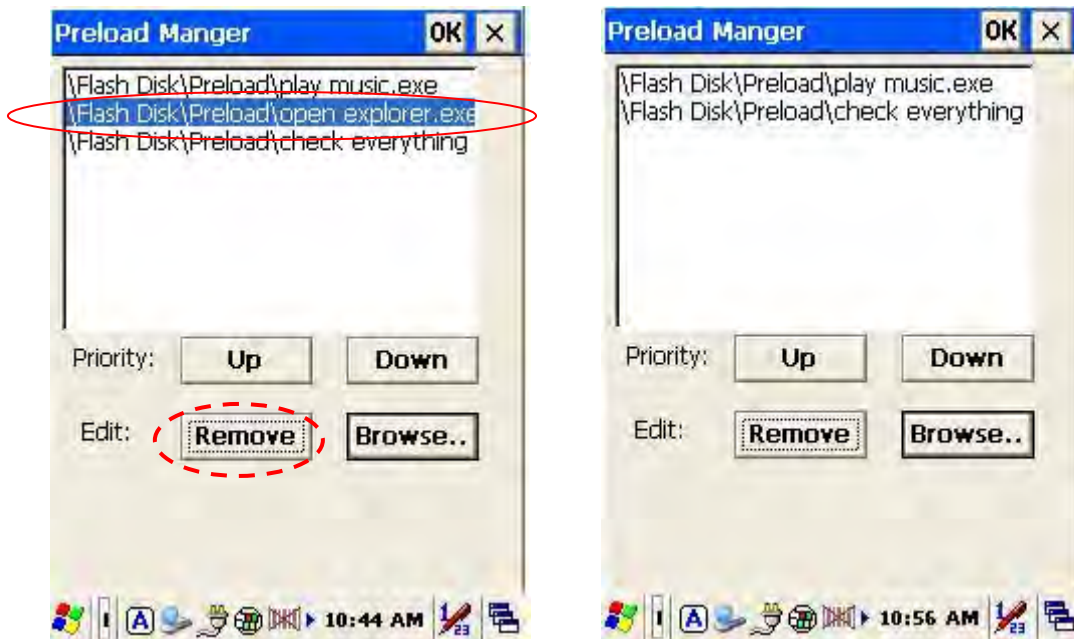 Preload Manger OK ×
\Flash Disk\Preload\play music.exe
\Flash Disk\Preload\open explorer.exe
\Flash Disk\Preload\check everything
Priority: Up Down
Edit: Remove Browse..
10:44 AM
Preload Manger OK ×
\Flash Disk\Preload\play music.exe
\Flash Disk\Preload\check everything
Priority: Up Down
Edit: Remove Browse..
10:56 AM